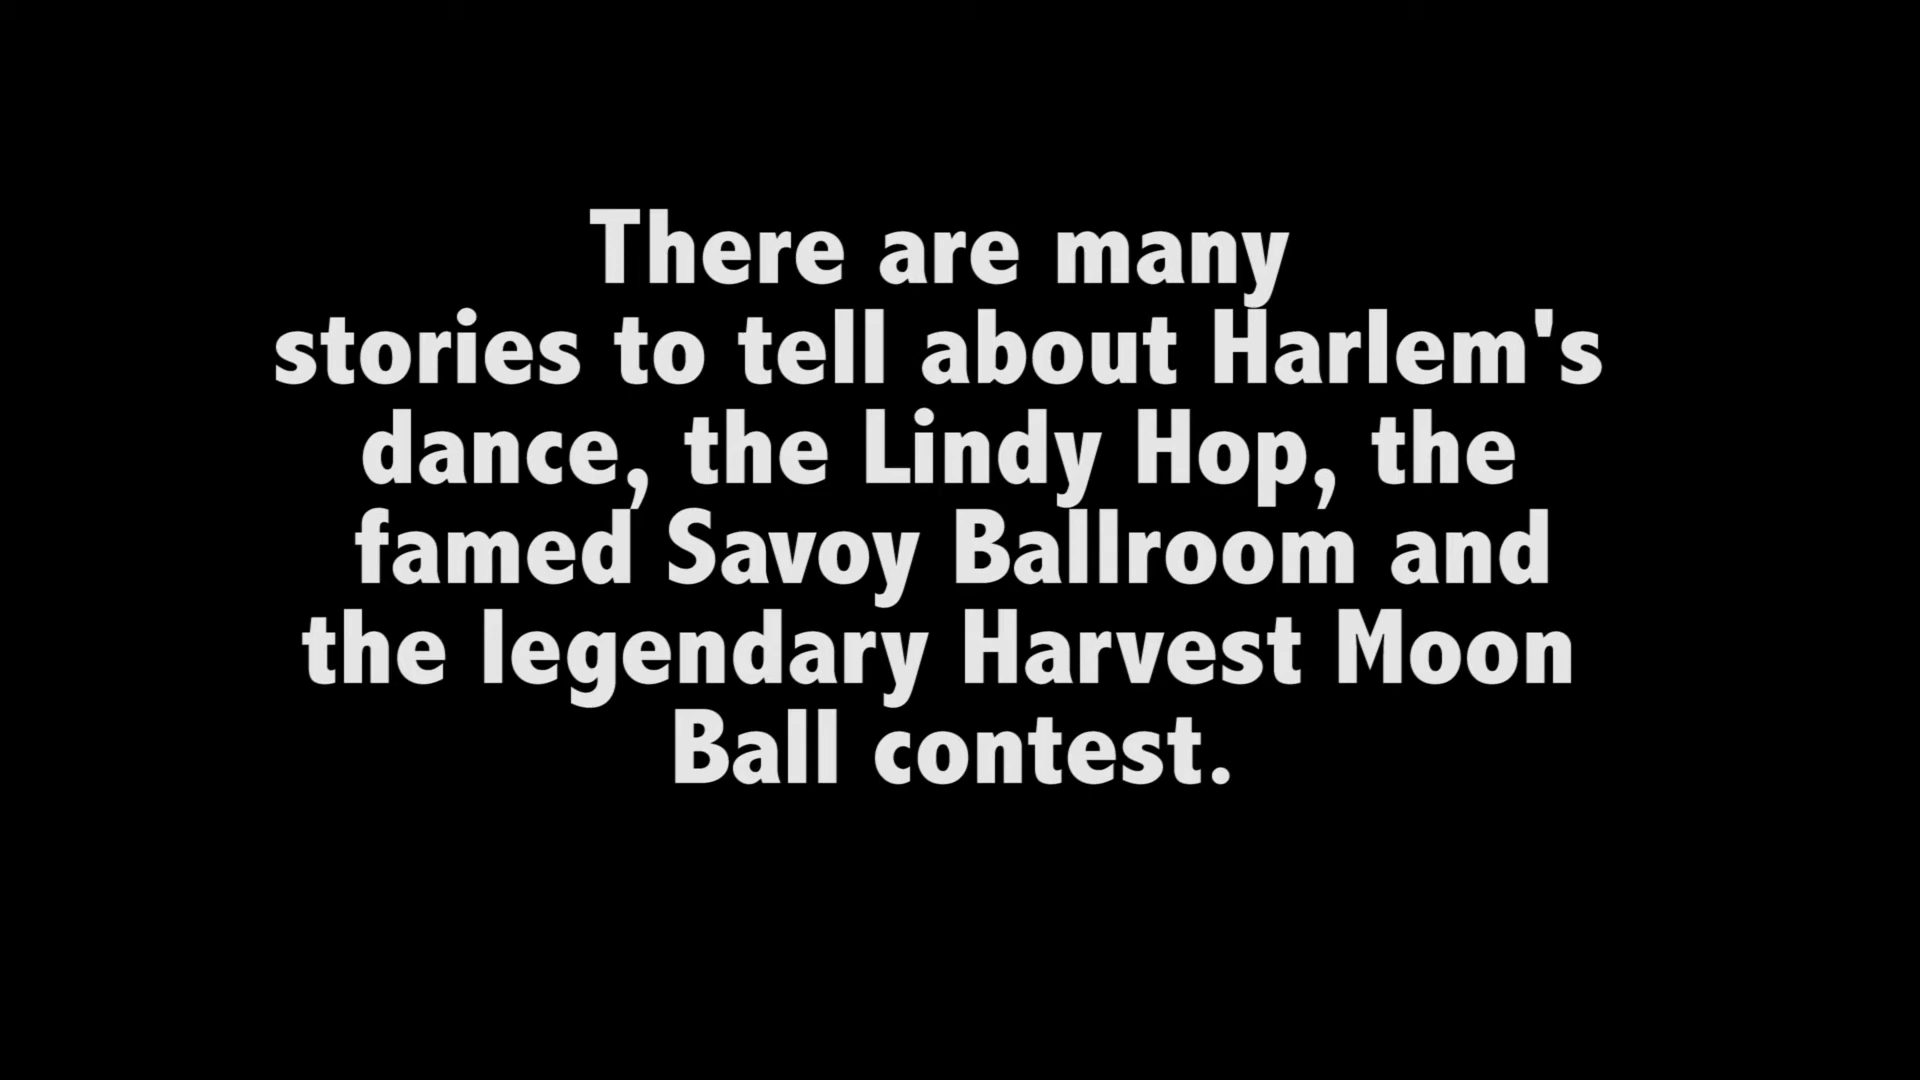 There are many
stories to tell about Harlem's
dance, the Lindy Hop, the
famed Savoy Ballroom and
the legendary Harvest Moon
Ball contest.